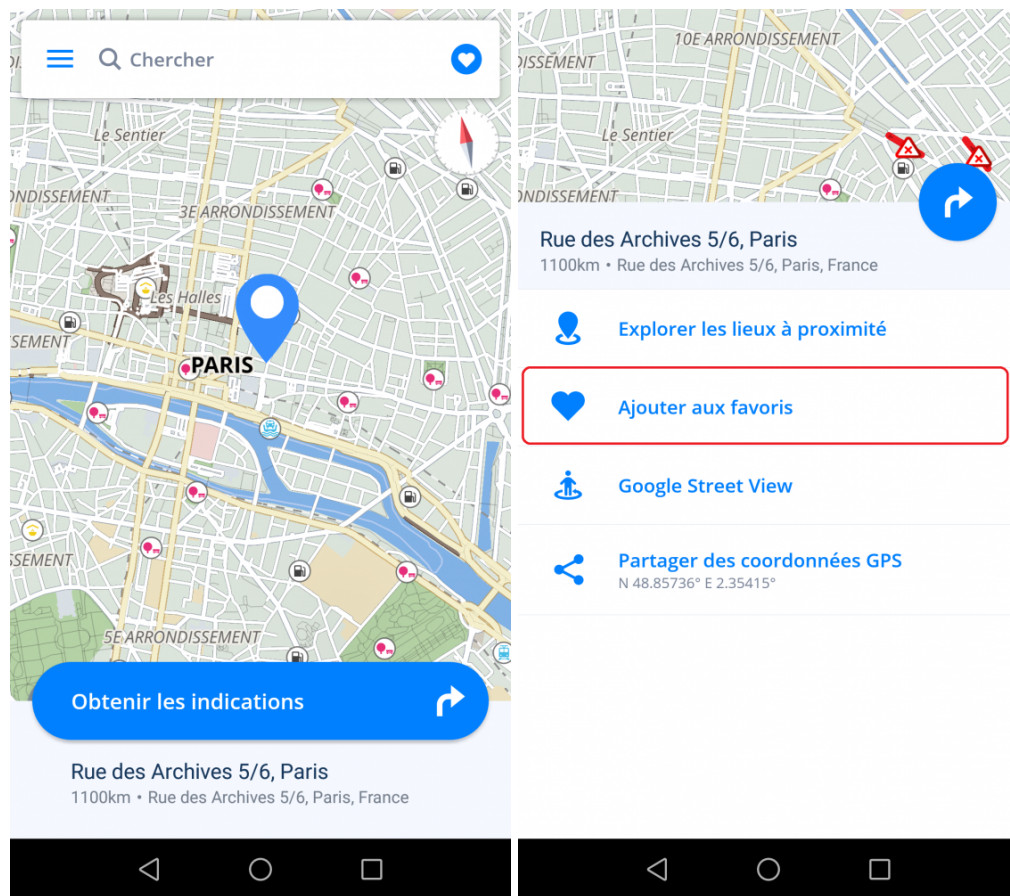 Chercher
Le Sentier
ONDISSEMENT
3E ARRONDISSEMENT
Les Halles
SEMENT
PARIS
SSEMENT
5E ARRONDISSEMENT
Obtenir les indications
Rue des Archives 5/6, Paris
1100km • Rue des Archives 5/6, Paris, France
10E ARRONDISSEMENT
DISSEMENT
Le Sentier
ONDISSEMENT
Rue des Archives 5/6, Paris
1100km • Rue des Archives 5/6, Paris, France
Explorer les lieux à proximité
Ajouter aux favoris
Google Street View
Partager des coordonnées GPS
N 48.85736° E 2.35415°